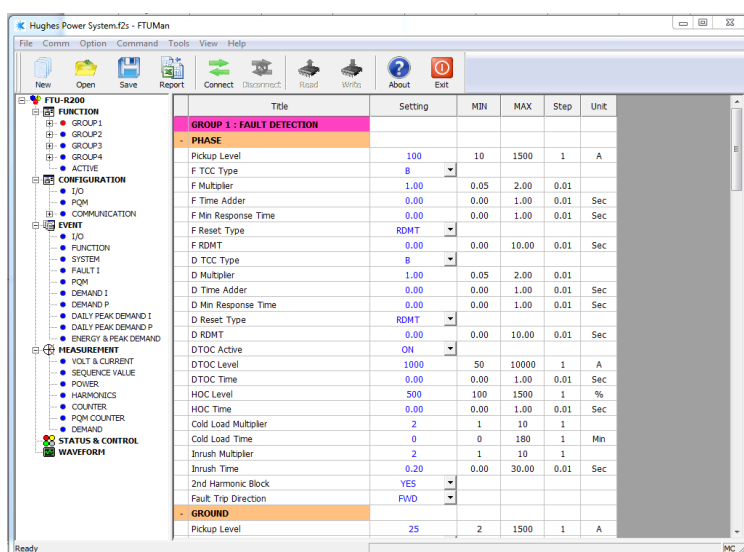 Hughes Power System.f2s - FTUMan
File Comm Option Command Tools View Help
New Open Save Report Connect Disconnect Read Write About Exit
FTU-R200
FUNCTION
GROUP1
GROUP2
GROUP3
GROUP4
ACTIVE
CONFIGURATION
I/O
PQM
COMMUNICATION
EVENT
I/O
FUNCTION
SYSTEM
FAULT I
PQM
DEMAND I
DEMAND P
DAILY PEAK DEMAND I
DAILY PEAK DEMAND P
ENERGY & PEAK DEMAND
MEASUREMENT
VOLT & CURRENT
SEQUENCE VALUE
POWER
HARMONICS
COUNTER
PQM COUNTER
DEMAND
STATUS & CONTROL
WAVEFORM
Title Setting MIN MAX Step Unit
GROUP 1 : FAULT DETECTION
- PHASE
Pickup Level 100 10 1500 1 A
F TCC Type B
F Multiplier 1.00 0.05 2.00 0.01
F Time Adder 0.00 0.00 1.00 0.01 Sec
F Min Response Time 0.00 0.00 1.00 0.01 Sec
F Reset Type RDMT
F RDMT 0.00 0.00 10.00 0.01 Sec
D TCC Type B
D Multiplier 1.00 0.05 2.00 0.01
D Time Adder 0.00 0.00 1.00 0.01 Sec
D Min Response Time 0.00 0.00 1.00 0.01 Sec
D Reset Type RDMT
D RDMT 0.00 0.00 10.00 0.01 Sec
DTOC Active ON
DTOC Level 1000 50 10000 1 A
DTOC Time 0.00 0.00 1.00 0.01 Sec
HOC Level 500 100 1500 1 %
HOC Time 0.00 0.00 1.00 0.01 Sec
Cold Load Multiplier 2 1 10 1
Cold Load Time 0 0 180 1 Min
Inrush Multiplier 2 1 10 1
Inrush Time 0.20 0.00 30.00 0.01 Sec
2nd Harmonic Block YES
Fault Trip Direction FWD
- GROUND
Pickup Level 25 2 1500 1 A
Ready MC